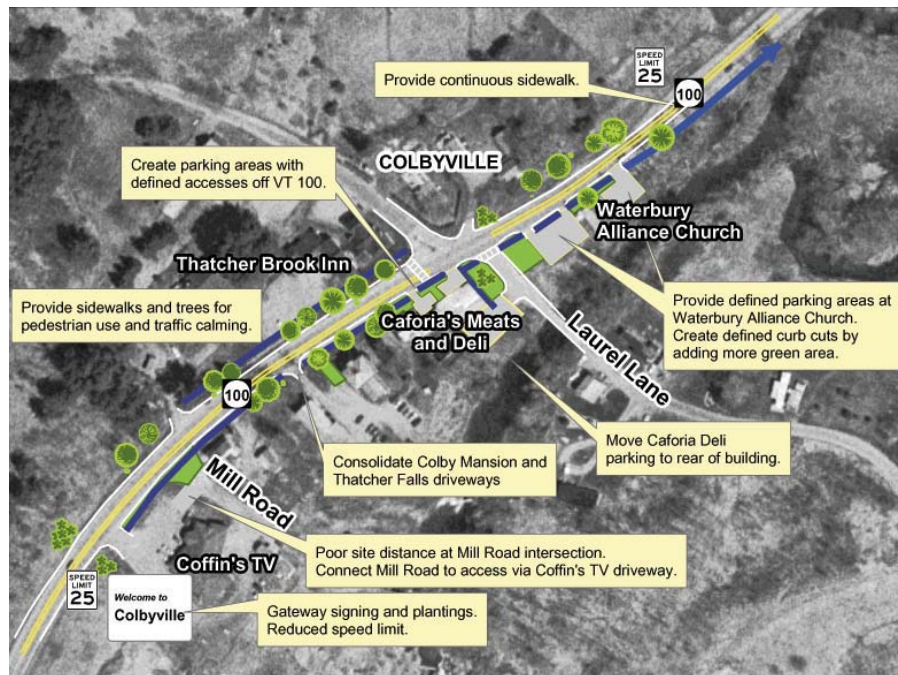 SPEED
LIMIT
25
Provide continuous sidewalk.
100
Create parking areas with
defined accesses off VT 100.
COLBYVILLE
Waterbury
Alliance Church
Thatcher Brook Inn
Provide sidewalks and trees for
pedestrian use and traffic calming.
Caforia's Meats
and Deli
Provide defined parking areas at
Waterbury Alliance Church.
Create defined curb cuts by
adding more green area.
Laurel Lane
100
Move Caforia Deli
parking to rear of building.
Consolidate Colby Mansion and
Thatcher Falls driveways
Mill Road
Poor site distance at Mill Road intersection.
Connect Mill Road to access via Coffin's TV driveway.
Coffin's TV
SPEED
LIMIT
25
Welcome to
Colbyville
Gateway signing and plantings.
Reduced speed limit.